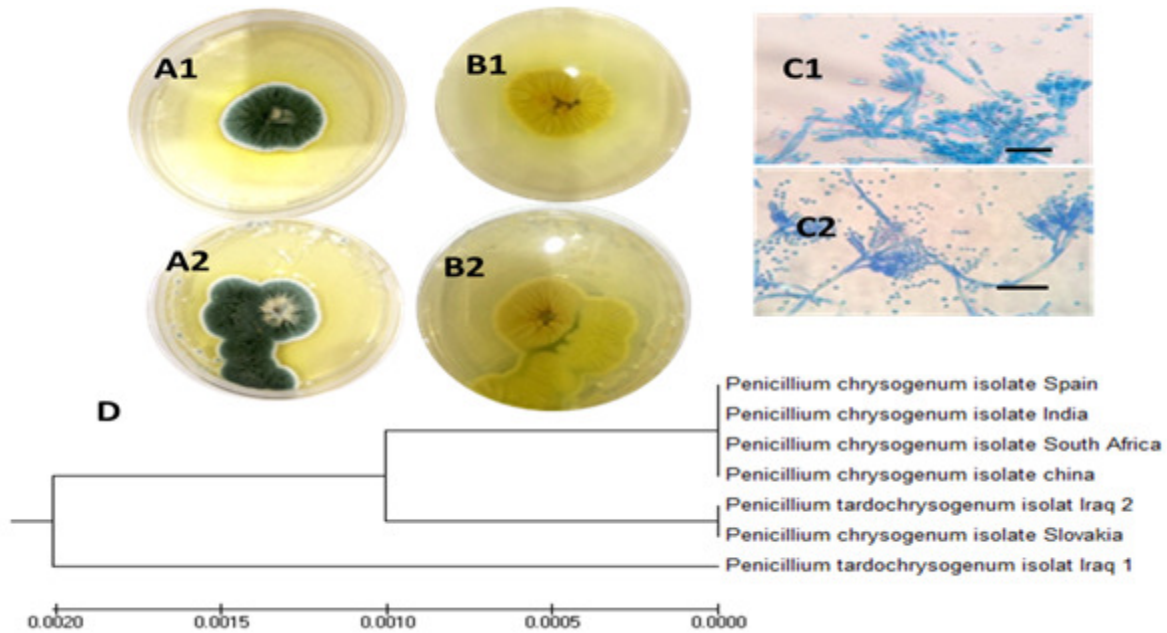 A1
B1
C1
A2
B2
C2
D
Penicillium chrysogenum isolate Spain
Penicillium chrysogenum isolate India
Penicillium chrysogenum isolate South Africa
Penicillium chrysogenum isolate china
Penicillium tardochrysogenum isolat Iraq 2
Penicillium chrysogenum isolate Slovakia
Penicillium tardochrysogenum isolat Iraq 1
0.0020 0.0015 0.0010 0.0005 0.0000